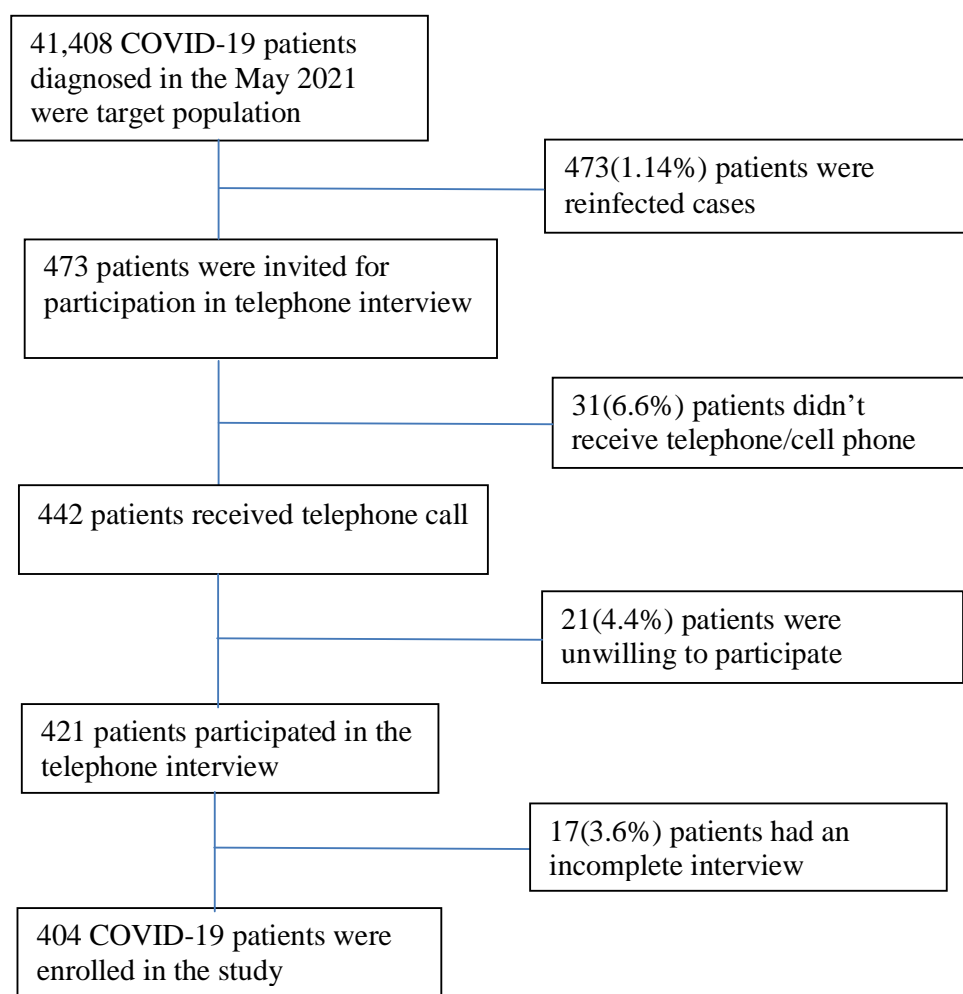 41,408 COVID-19 patients
diagnosed in the May 2021
were target population
473(1.14%) patients were
reinfected cases
473 patients were invited for
participation in telephone interview
31(6.6%) patients didn’t
receive telephone/cell phone
442 patients received telephone call
21(4.4%) patients were
unwilling to participate
421 patients participated in the
telephone interview
17(3.6%) patients had an
incomplete interview
404 COVID-19 patients were
enrolled in the study